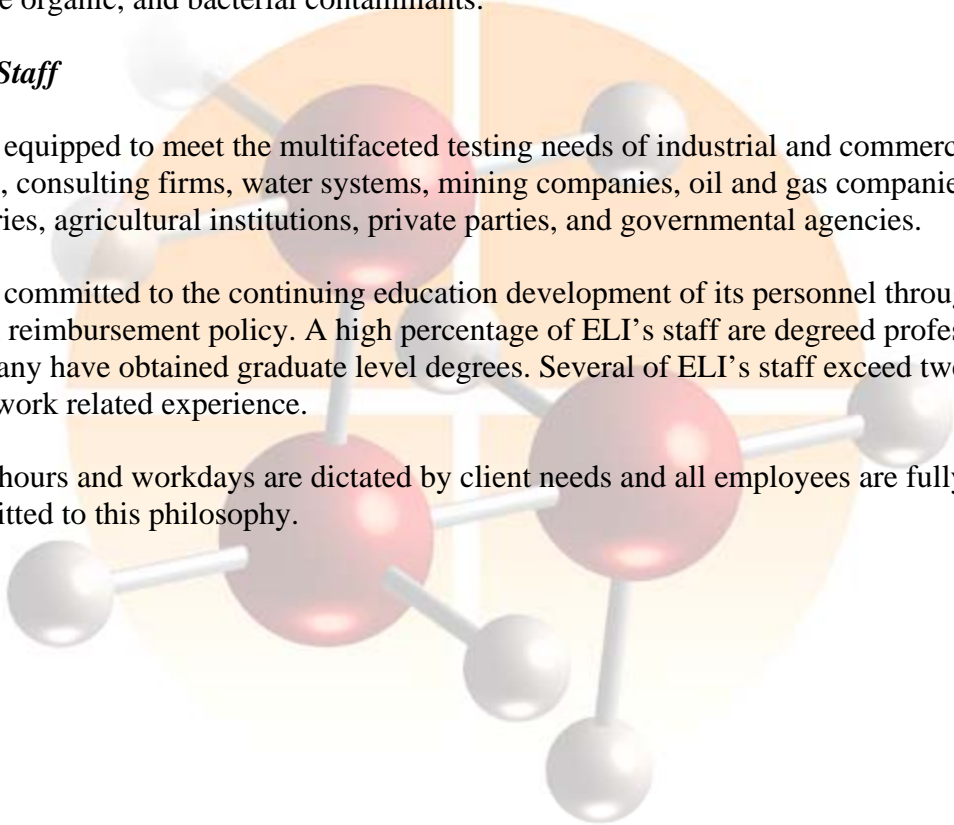 e organic, and bacterial contaminants.
Staff
equipped to meet the multifaceted testing needs of industrial and commerc
, consulting firms, water systems, mining companies, oil and gas companie
ries, agricultural institutions, private parties, and governmental agencies.
committed to the continuing education development of its personnel throug
reimbursement policy. A high percentage of ELI’s staff are degreed profes
any have obtained graduate level degrees. Several of ELI’s staff exceed two
work related experience.
hours and workdays are dictated by client needs and all employees are fully
itted to this philosophy.